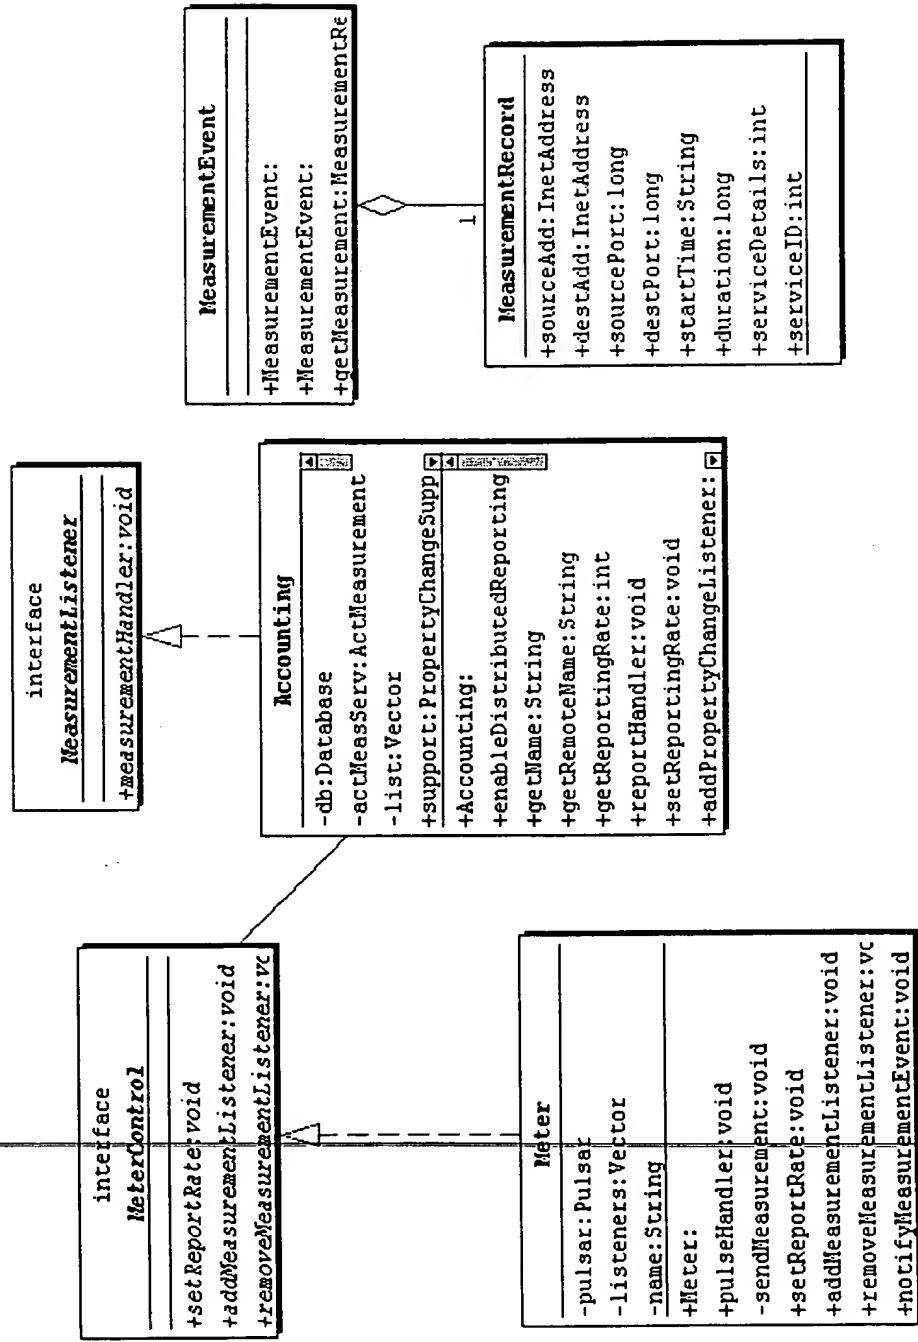 interface
MeterControl
+setReportRate:void
+addMeasurementListener:void
+removeMeasurementListener:vc
Meter
-pulsar:Pulsar
-listeners:Vector
-name:String
+Meter:
+pulseHandler:void
-sendMeasurement:void
+setReportRate:void
+addMeasurementListener:void
+removeMeasurementListener:vc
+notifyMeasurementEvent:void
interface
MeasurementListener
+measurementHandler:void
Accounting
-db:Database
-actMeasServ:ActMeasurement
-list:Vector
+support:PropertyChangeSupp
+Accounting:
+enableDistributedReporting
+getName:String
+getRemoteName:String
+getReportingRate:int
+reportHandler:void
+setReportingRate:void
+addPropertyChangeListener:
MeasurementEvent
+MeasurementEvent:
+MeasurementEvent:
+getMeasurement:MeasurementRe
1
MeasurementRecord
+sourceAdd:InetAddress
+destAdd:InetAddress
+sourcePort:long
+destPort:long
+startTime:String
+duration:long
+serviceDetails:int
+serviceID:int